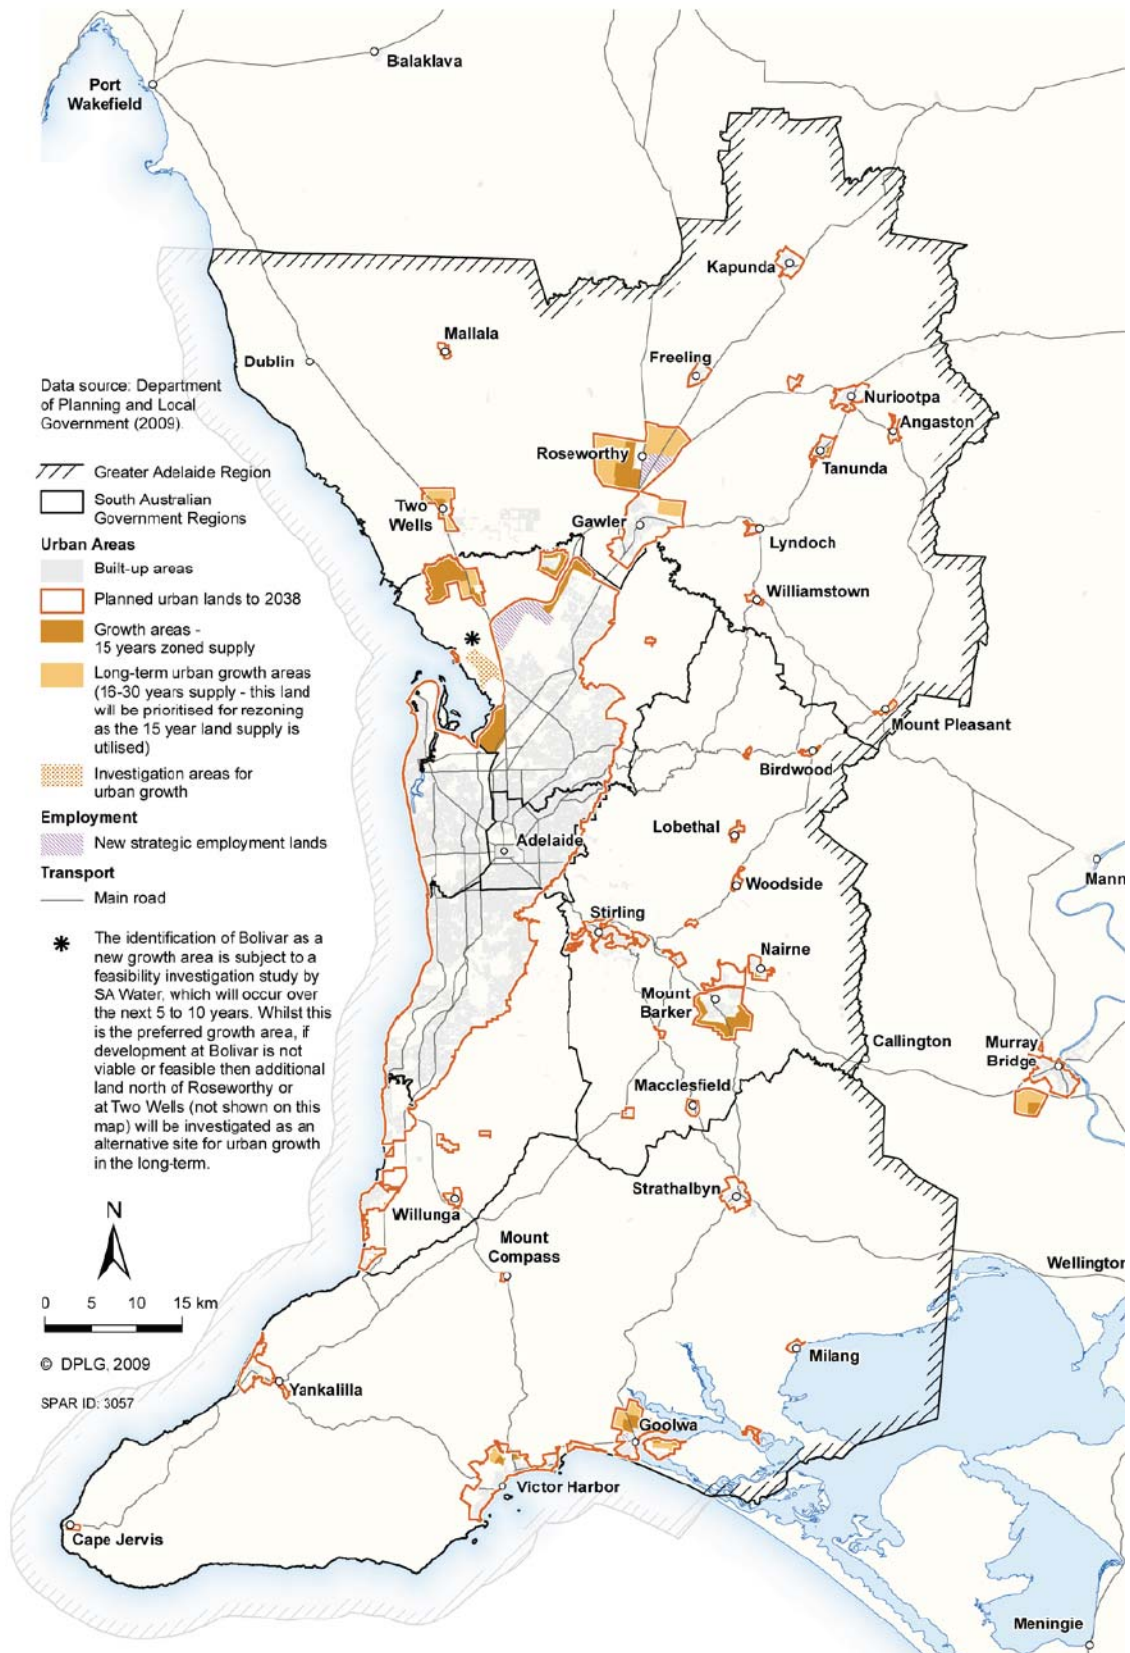 Balaklava
Port
Wakefield
Kapunda
Mallala
Dublin
Freeling
Data source: Department
of Planning and Local
Government (2009).
Nuriootpa
Angaston
Roseworthy
Tanunda
Greater Adelaide Region
South Australian
Government Regions
Two
Wells
Gawler
Lyndoch
Urban Areas
Built-up areas
Planned urban lands to 2038
Williamstown
Growth areas -
15 years zoned supply
*
Long-term urban growth areas
(16-30 years supply - this land
will be prioritised for rezoning
as the 15 year land supply is
utilised)
Mount Pleasant
Investigation areas for
urban growth
Birdwood
Employment
New strategic employment lands
Adelaide
Lobethal
Transport
Main road
Mann
Woodside
Stirling
* The identification of Bolivar as a
new growth area is subject to a
feasibility investigation study by
SA Water, which will occur over
the next 5 to 10 years. Whilst this
is the preferred growth area, if
development at Bolivar is not
viable or feasible then additional
land north of Roseworthy or
at Two Wells (not shown on this
map) will be investigated as an
alternative site for urban growth
in the long-term.
Nairne
Mount
Barker
Callington
Murray
Bridge
Macclesfield
Strathalbyn
Willunga
N
Mount
Compass
Wellington
0 5 10 15 km
Milang
© DPLG, 2009
Yankalilla
SPAR ID: 3057
Goolwa
Victor Harbor
Cape Jervis
Meningie